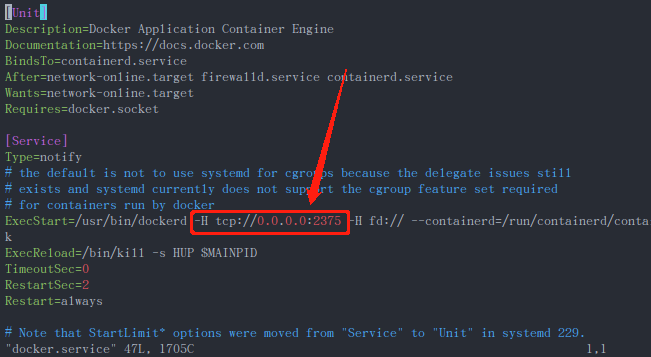 [Unit]
Description=Docker Application Container Engine
Documentation=https://docs.docker.com
BindsTo=containerd.service
After=network-online.target firewalld.service containerd.service
Wants=network-online.target
Requires=docker.socket
[Service]
Type=notify
# the default is not to use systemd for cgroups because the delegate issues still
# exists and systemd currently does not support the cgroup feature set required
# for containers run by docker
ExecStart=/usr/bin/dockerd -H tcp://0.0.0.0:2375 -H fd:// --containerd=/run/containerd/conta
k
ExecReload=/bin/kill -s HUP $MAINPID
TimeoutSec=0
RestartSec=2
Restart=always
# Note that StartLimit* options were moved from "Service" to "Unit" in systemd 229.
"docker.service" 47L, 1705C 1,1